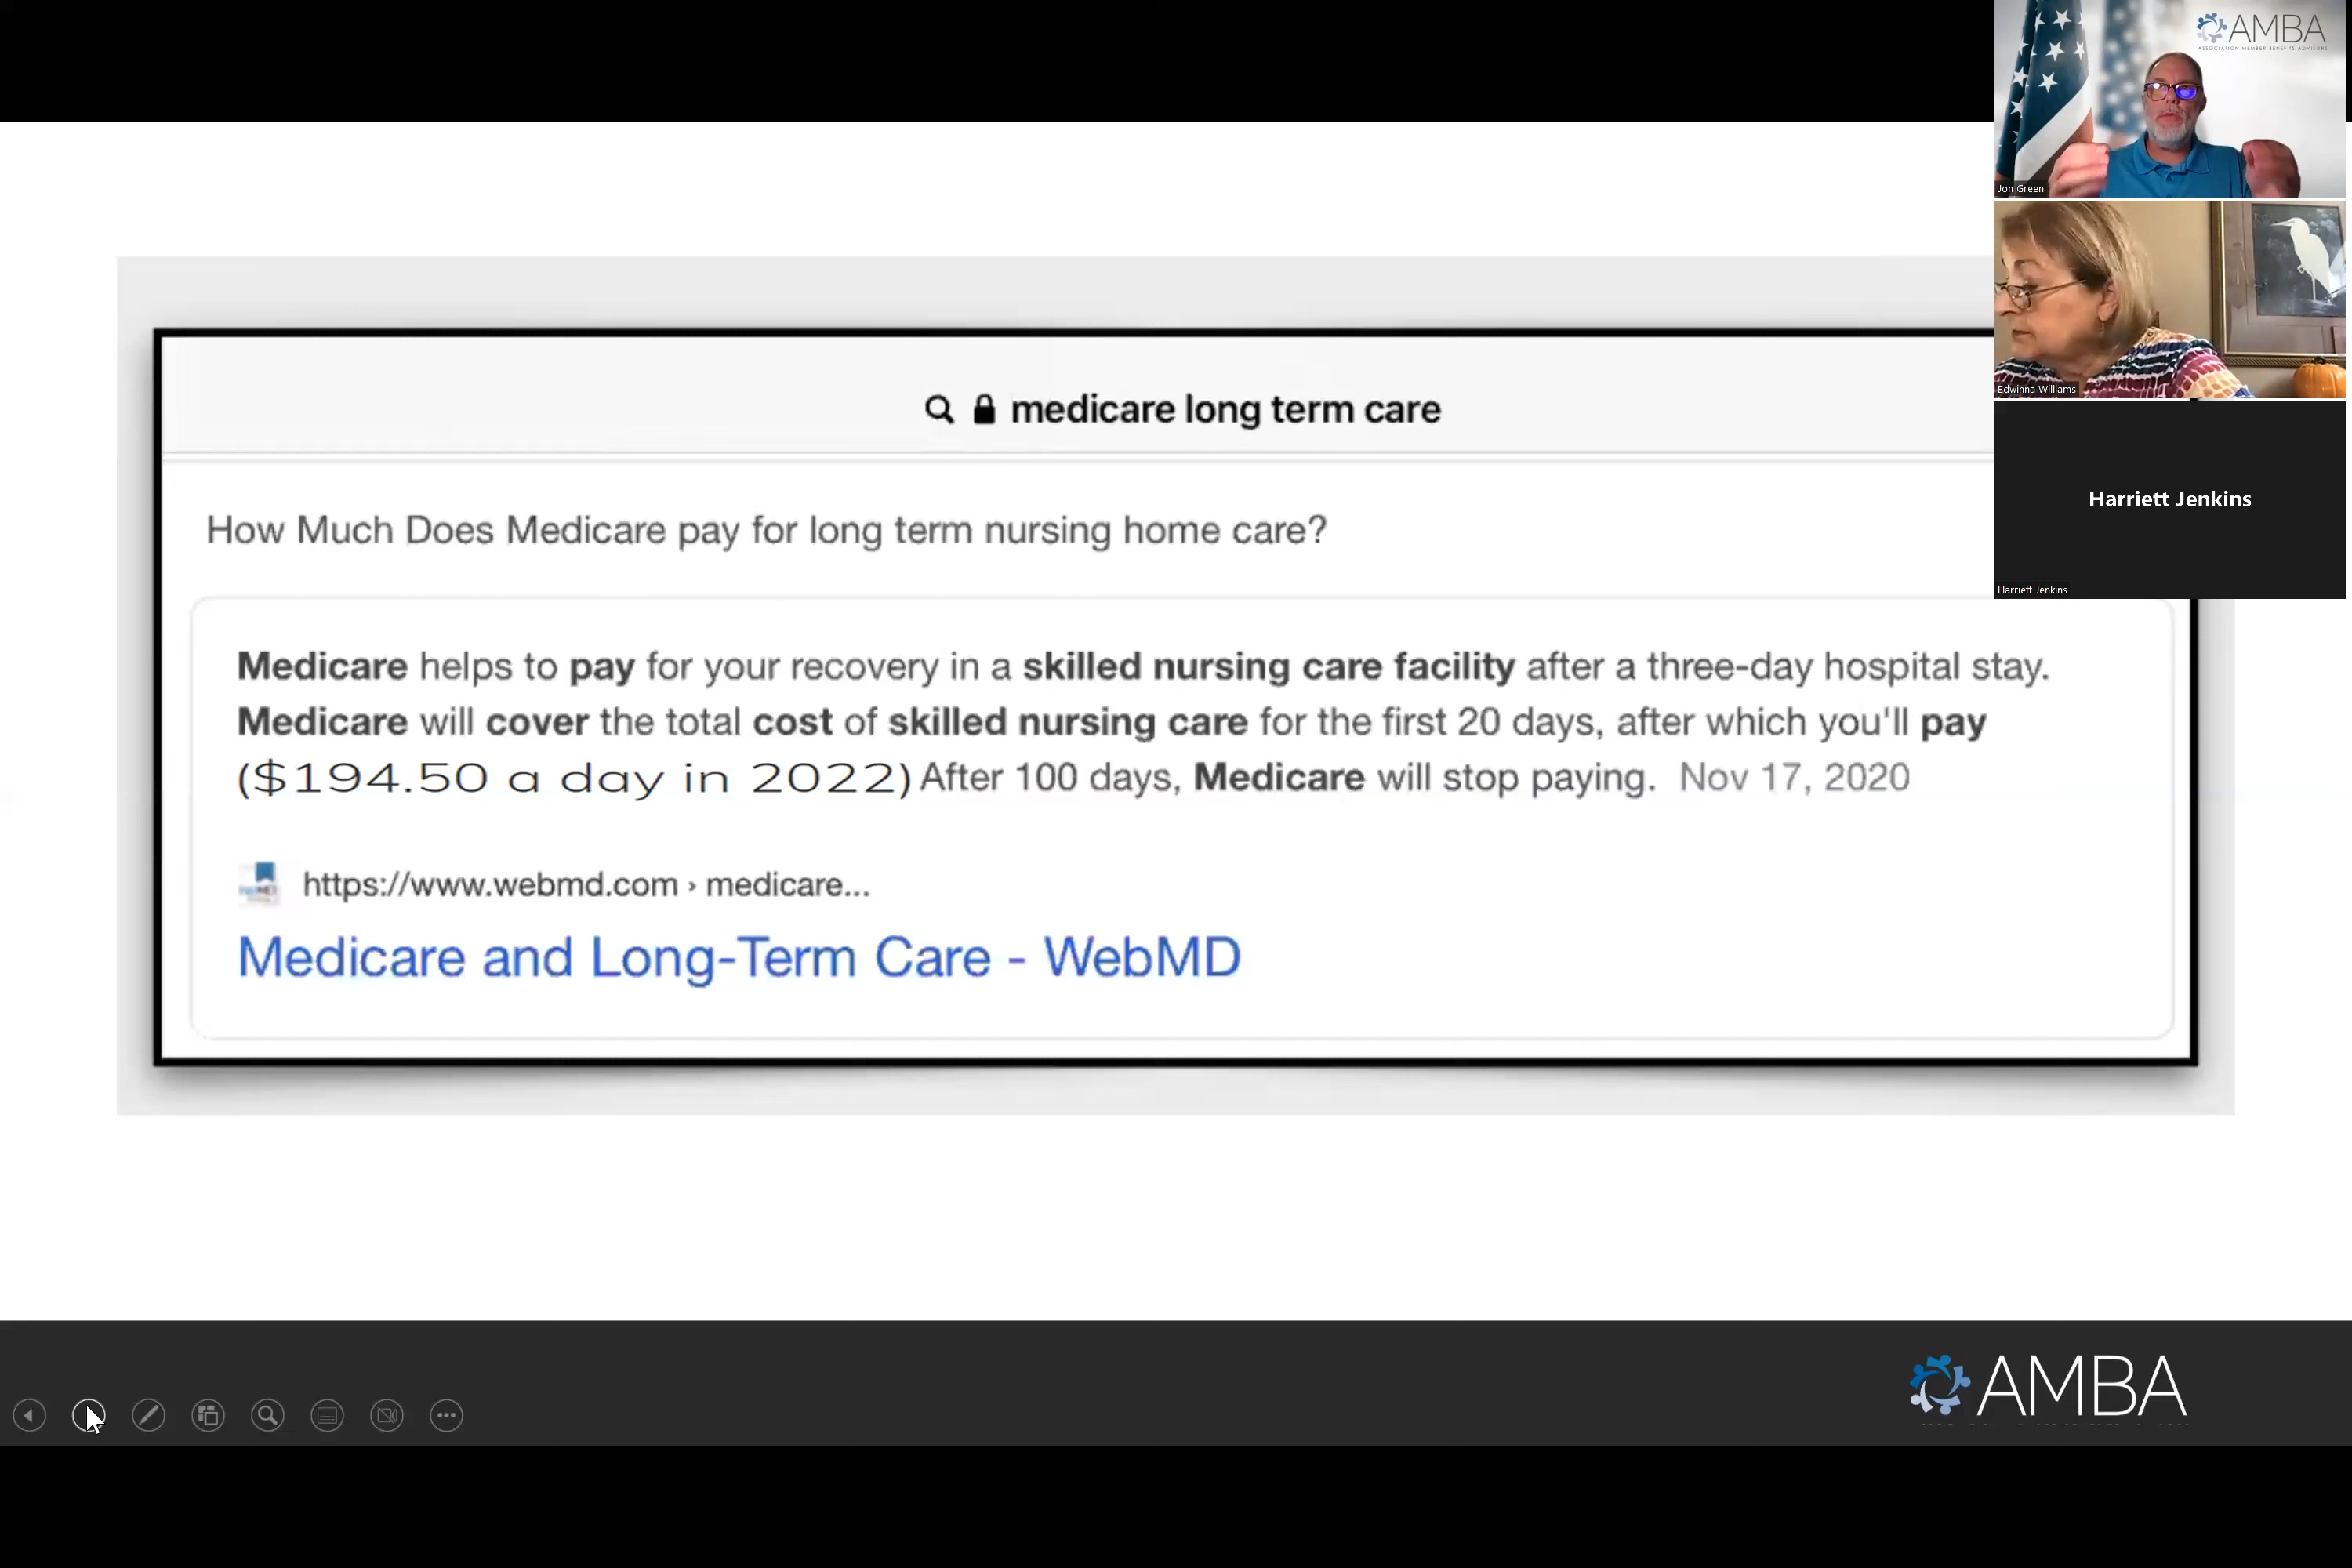 AMBA
ASSOCIATION MEMBER BENEFITS ADVISORS
Jon Green
Edwinna Williams
Harriett Jenkins
Harriett Jenkins
medicare long term care
How Much Does Medicare pay for long term nursing home care?
Medicare helps to pay for your recovery in a skilled nursing care facility after a three-day hospital stay.
Medicare will cover the total cost of skilled nursing care for the first 20 days, after which you'll pay
($194.50 a day in 2022) After 100 days, Medicare will stop paying. Nov 17, 2020
https://www.webmd.com › medicare...
Medicare and Long-Term Care - WebMD
AMBA